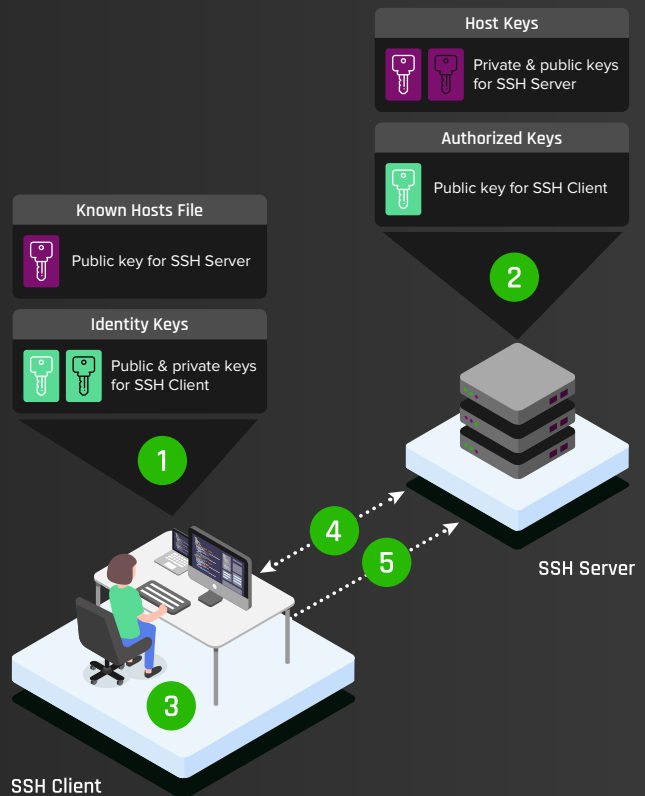 Host Keys
Private & public keys
for SSH Server
Authorized Keys
Public key for SSH Client
Known Hosts File
Public key for SSH Server
Identity Keys
Public & private keys
for SSH Client
2
1
4
5
SSH Server
3
SSH Client